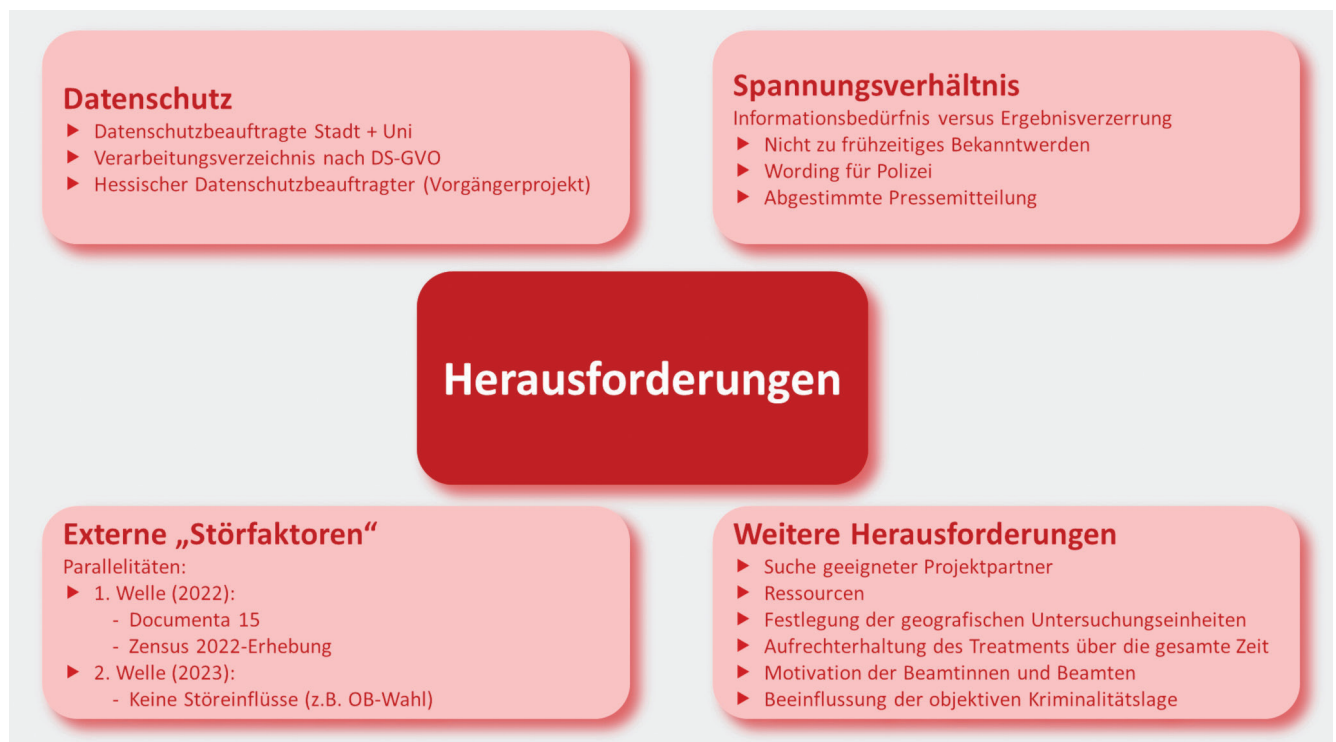 Datenschutz
▶ Datenschutzbeauftragte Stadt + Uni
▶ Verarbeitungsverzeichnis nach DS-GVO
▶ Hessischer Datenschutzbeauftragter (Vorgängerprojekt)
Spannungsverhältnis
Informationsbedürfnis versus Ergebnisverzerrung
▶ Nicht zu frühzeitiges Bekanntwerden
▶ Wording für Polizei
▶ Abgestimmte Pressemitteilung
Herausforderungen
Externe „Störfaktoren“
Parallelitäten:
▶ 1. Welle (2022):
- Documenta 15
- Zensus 2022-Erhebung
▶ 2. Welle (2023):
- Keine Störeinflüsse (z.B. OB-Wahl)
Weitere Herausforderungen
▶ Suche geeigneter Projektpartner
▶ Ressourcen
▶ Festlegung der geografischen Untersuchungseinheiten
▶ Aufrechterhaltung des Treatments über die gesamte Zeit
▶ Motivation der Beamtinnen und Beamten
▶ Beeinflussung der objektiven Kriminalitätslage